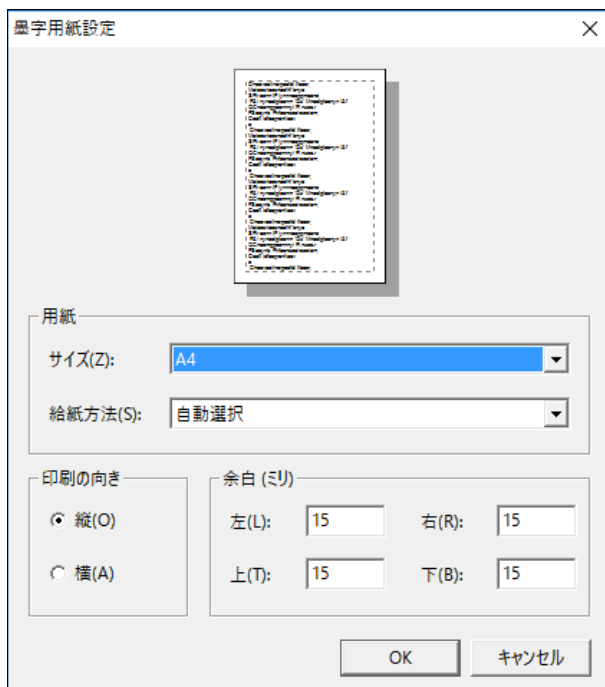 墨字用紙設定
用紙
サイズ(Z): A4
給紙方法(S): 自動選択
印刷の向き
縦(O)
横(A)
余白 (ミリ)
左(L): 15 右(R): 15
上(T): 15 下(B): 15
OK キャンセル